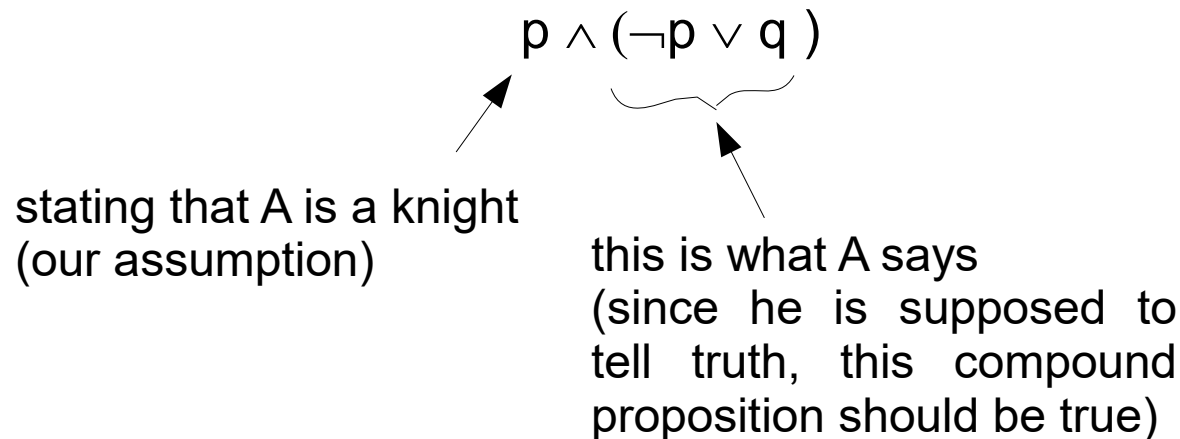 p ∧ (¬p ∨ q )
stating that A is a knight
(our assumption)
this is what A says
(since he is supposed to
tell truth, this compound
proposition should be true)